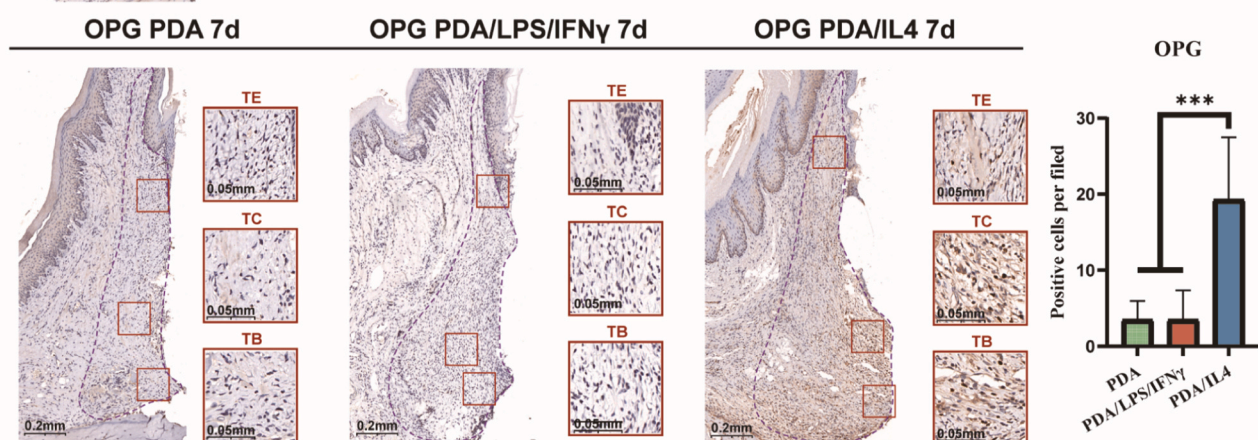 OPG PDA 7d
OPG PDA/LPS/IFNγ 7d
OPG PDA/IL4 7d
TE
0.05mm
TC
0.05mm
TB
0.05mm
0.2mm
TE
0.05mm
TC
0.05mm
TB
0.05mm
0.2mm
TE
0.05mm
TC
0.05mm
TB
0.05mm
0.2mm
OPG
***
Positive cells per filed
30
20
10
0
PDA
PDA/LPS/IFNγ
PDA/IL4